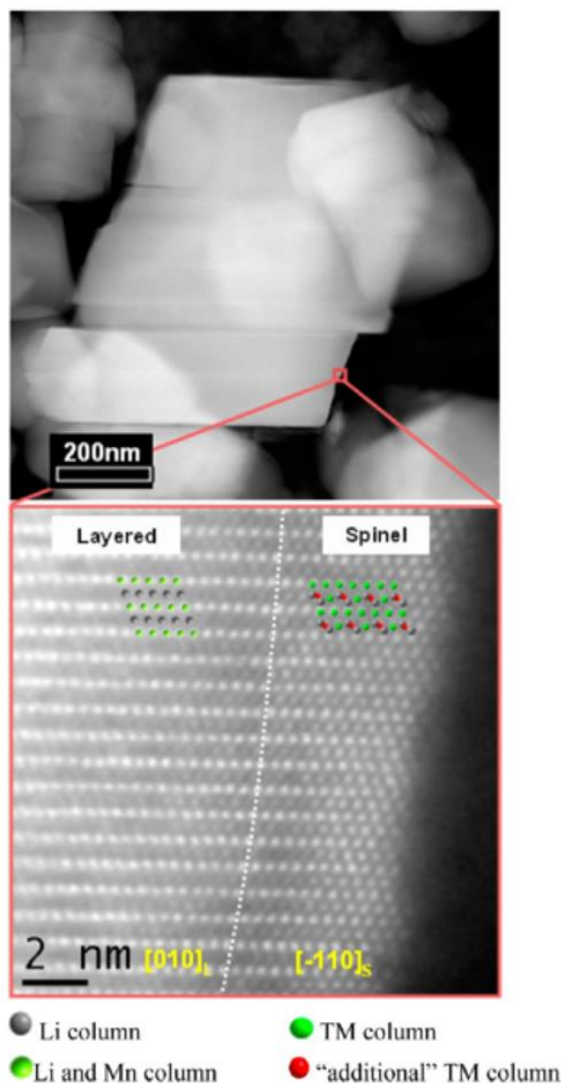 200nm
Layered
Spinel
2 nm
[010]L
[-110]S
Li column
TM column
Li and Mn column
“additional” TM column